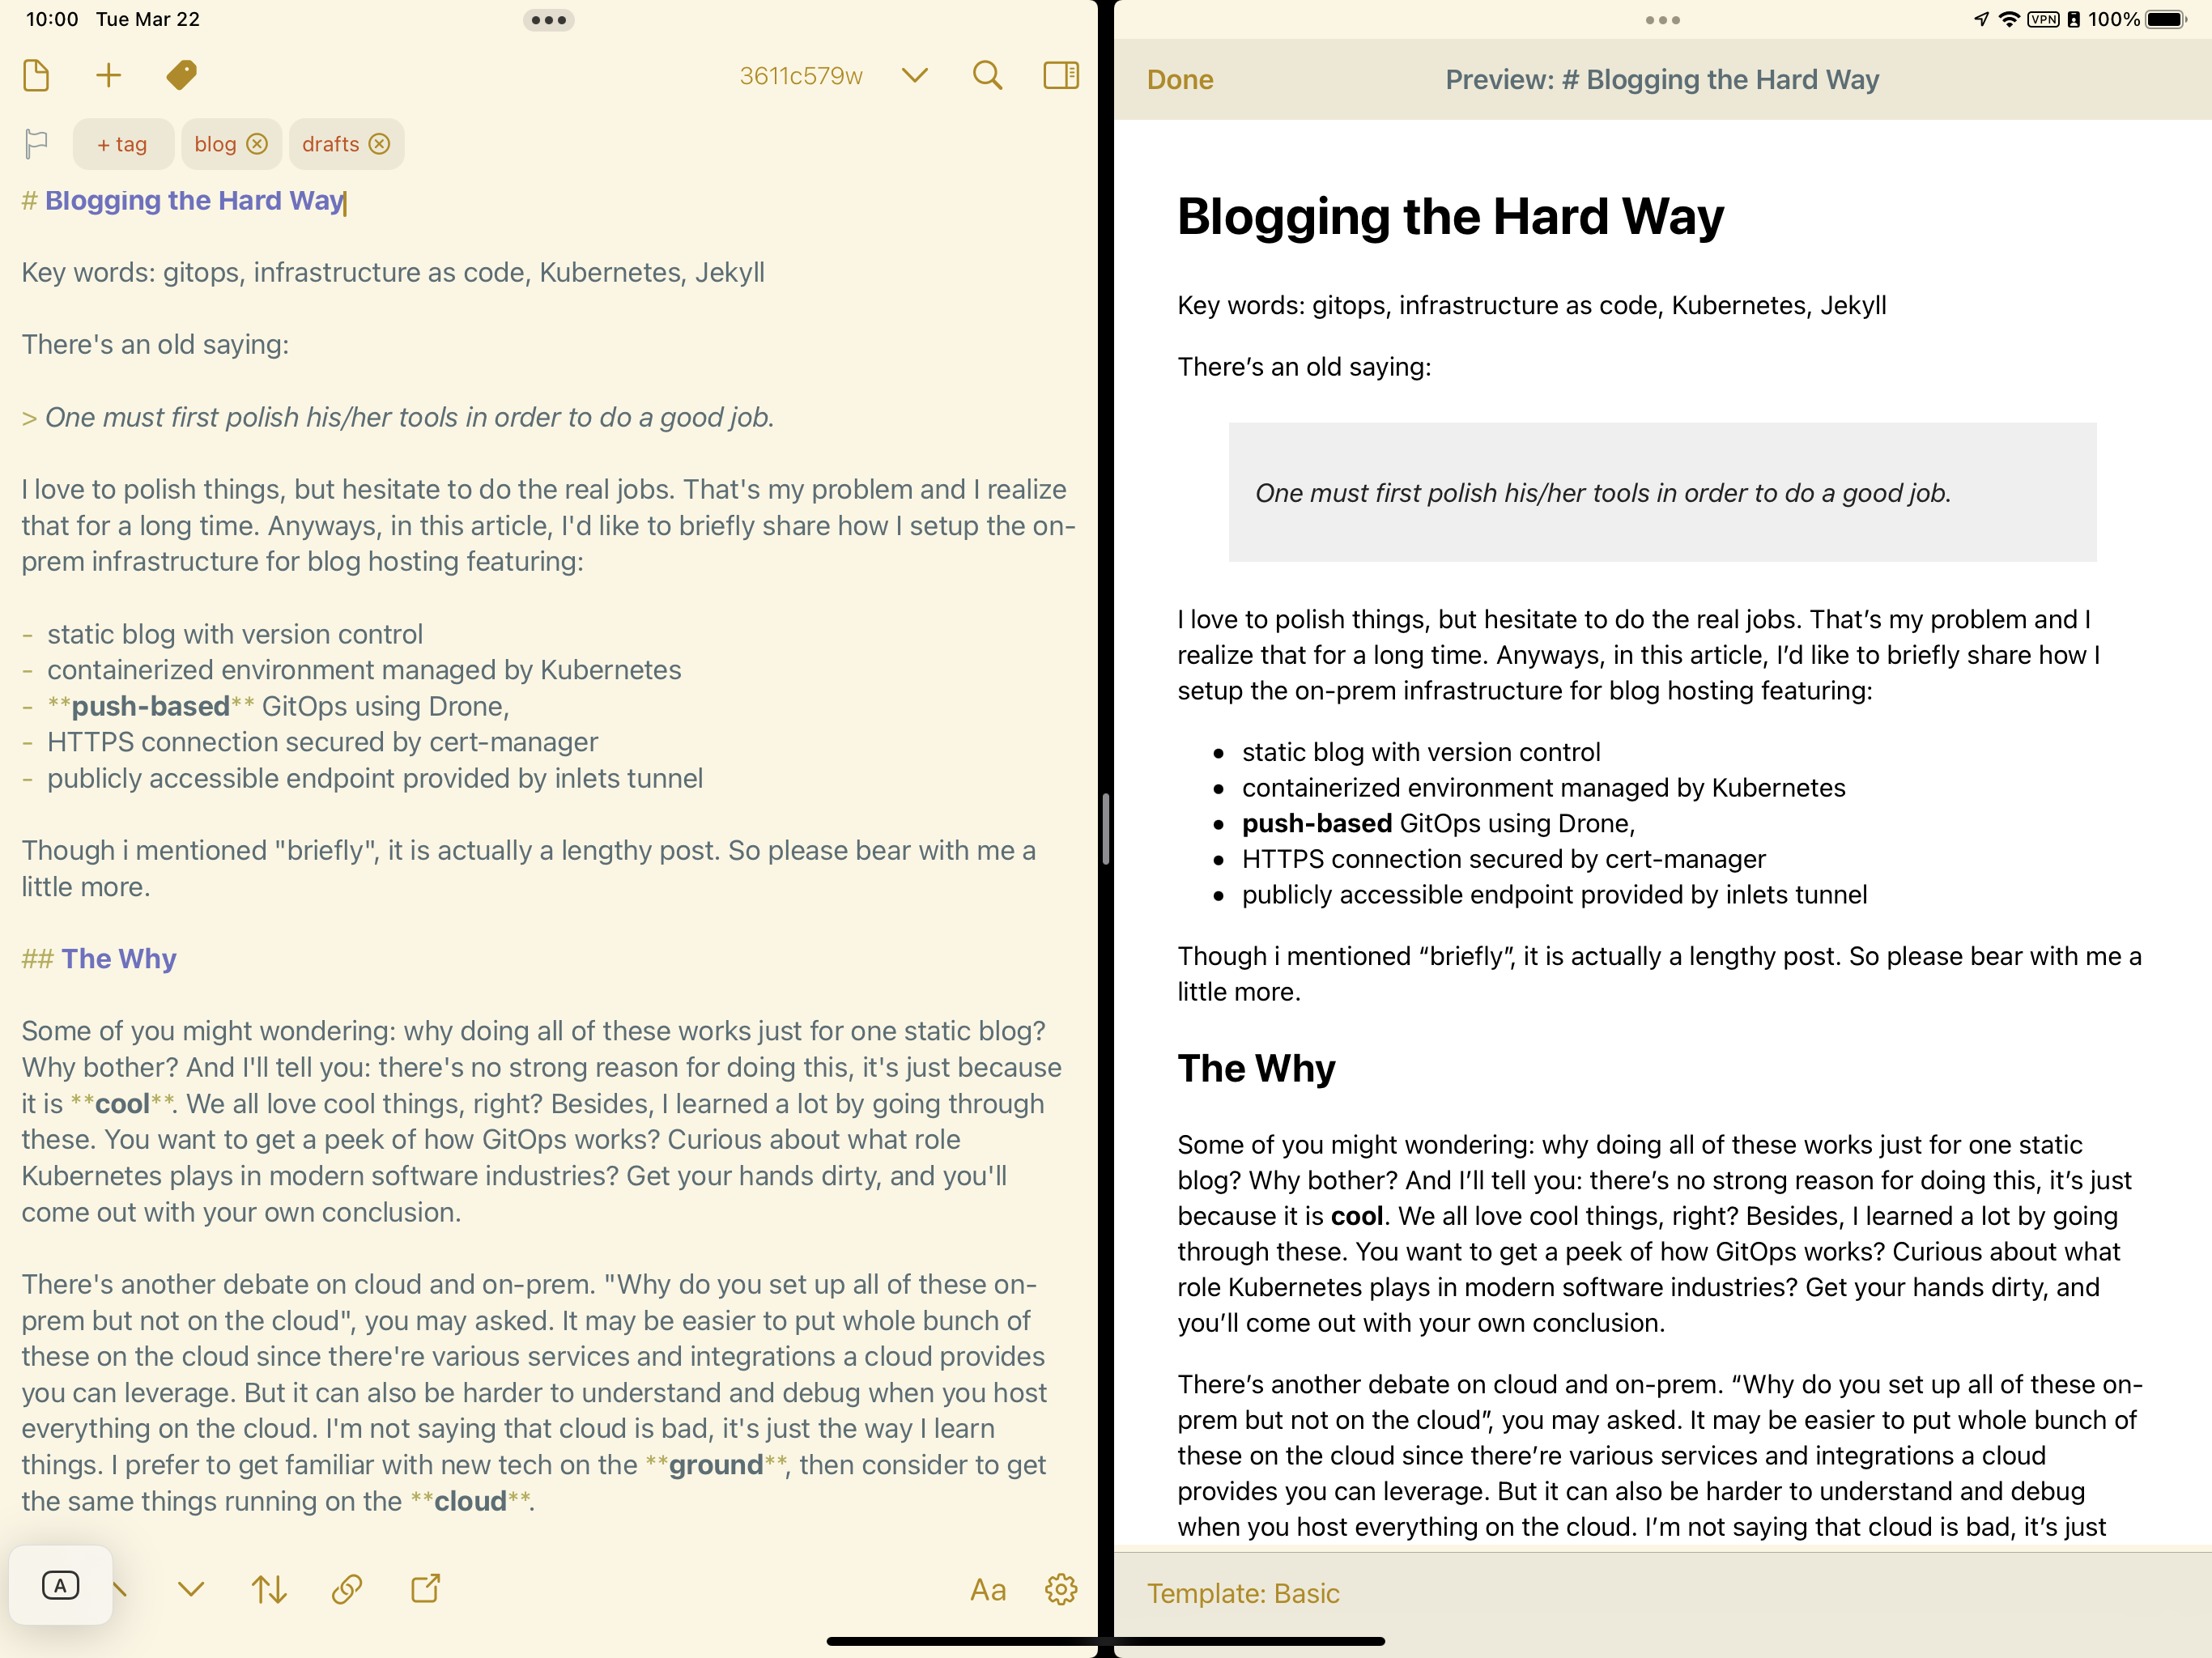 10:00 Tue Mar 22
VPN 100%
3611c579w
+ tag blog drafts
# Blogging the Hard Way
Key words: gitops, infrastructure as code, Kubernetes, Jekyll
There's an old saying:
> One must first polish his/her tools in order to do a good job.
I love to polish things, but hesitate to do the real jobs. That's my problem and I realize
that for a long time. Anyways, in this article, I'd like to briefly share how I setup the on-
prem infrastructure for blog hosting featuring:
- static blog with version control
- containerized environment managed by Kubernetes
- **push-based** GitOps using Drone,
- HTTPS connection secured by cert-manager
- publicly accessible endpoint provided by inlets tunnel
Though i mentioned "briefly", it is actually a lengthy post. So please bear with me a
little more.
## The Why
Some of you might wondering: why doing all of these works just for one static blog?
Why bother? And I'll tell you: there's no strong reason for doing this, it's just because
it is **cool**. We all love cool things, right? Besides, I learned a lot by going through
these. You want to get a peek of how GitOps works? Curious about what role
Kubernetes plays in modern software industries? Get your hands dirty, and you'll
come out with your own conclusion.
There's another debate on cloud and on-prem. "Why do you set up all of these on-
prem but not on the cloud", you may asked. It may be easier to put whole bunch of
these on the cloud since there're various services and integrations a cloud provides
you can leverage. But it can also be harder to understand and debug when you host
everything on the cloud. I'm not saying that cloud is bad, it's just the way I learn
things. I prefer to get familiar with new tech on the **ground**, then consider to get
the same things running on the **cloud**.
A
Aa
Done
Preview: # Blogging the Hard Way
Blogging the Hard Way
Key words: gitops, infrastructure as code, Kubernetes, Jekyll
There’s an old saying:
One must first polish his/her tools in order to do a good job.
I love to polish things, but hesitate to do the real jobs. That’s my problem and I
realize that for a long time. Anyways, in this article, I’d like to briefly share how I
setup the on-prem infrastructure for blog hosting featuring:
• static blog with version control
• containerized environment managed by Kubernetes
• push-based GitOps using Drone,
• HTTPS connection secured by cert-manager
• publicly accessible endpoint provided by inlets tunnel
Though i mentioned “briefly”, it is actually a lengthy post. So please bear with me a
little more.
The Why
Some of you might wondering: why doing all of these works just for one static
blog? Why bother? And I’ll tell you: there’s no strong reason for doing this, it’s just
because it is cool. We all love cool things, right? Besides, I learned a lot by going
through these. You want to get a peek of how GitOps works? Curious about what
role Kubernetes plays in modern software industries? Get your hands dirty, and
you’ll come out with your own conclusion.
There’s another debate on cloud and on-prem. “Why do you set up all of these on-
prem but not on the cloud”, you may asked. It may be easier to put whole bunch of
these on the cloud since there’re various services and integrations a cloud
provides you can leverage. But it can also be harder to understand and debug
when you host everything on the cloud. I’m not saying that cloud is bad, it’s just
Template: Basic